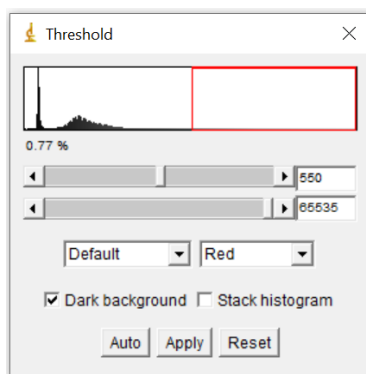 Threshold
0.77 %
550
65535
Default Red
Dark background Stack histogram
Auto Apply Reset